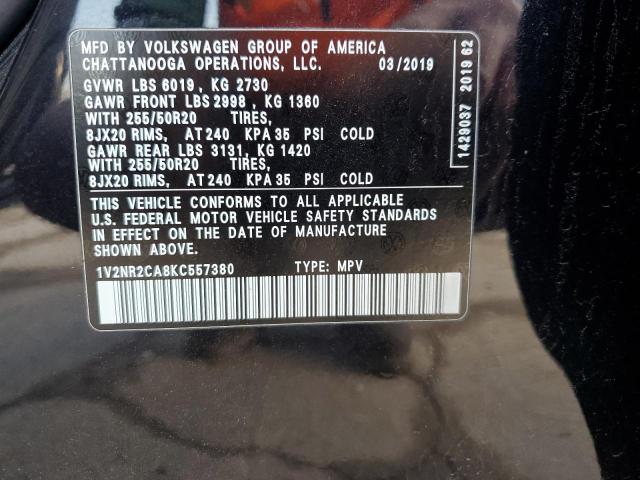 MFD BY VOLKSWAGEN GROUP OF AMERICA
CHATTANOOGA OPERATIONS, LLC. 03/2019
GVWR LBS 6019 , KG 2730
GAWR FRONT LBS 2998 , KG 1360
WITH 255/50R20 TIRES,
8JX20 RIMS, AT 240 KPA 35 PSI COLD
GAWR REAR LBS 3131, KG 1420
WITH 255/50R20 TIRES,
8JX20 RIMS, AT 240 KPA 35 PSI COLD
THIS VEHICLE CONFORMS TO ALL APPLICABLE
U.S. FEDERAL MOTOR VEHICLE SAFETY STANDARDS
IN EFFECT ON THE DATE OF MANUFACTURE
SHOWN ABOVE.
1V2NR2CA8KC557380 TYPE: MPV
1429037 2019 62